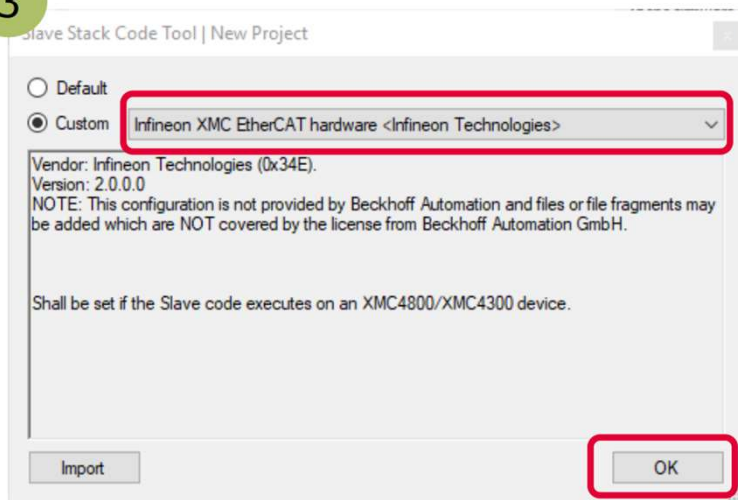 3
Slave Stack Code Tool | New Project
x
Default
Custom Infineon XMC EtherCAT hardware <Infineon Technologies>
Vendor: Infineon Technologies (0x34E).
Version: 2.0.0.0
NOTE: This configuration is not provided by Beckhoff Automation and files or file fragments may
be added which are NOT covered by the license from Beckhoff Automation GmbH.
Shall be set if the Slave code executes on an XMC4800/XMC4300 device.
Import OK